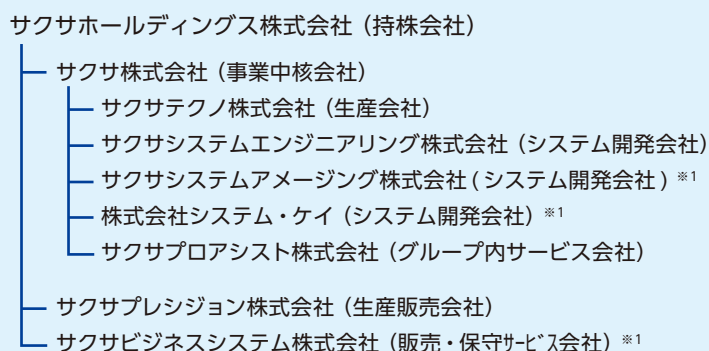 サクサホールディングス株式会社（持株会社）
サクサ株式会社（事業中核会社）
サクサテクノ株式会社（生産会社）
サクサシステムエンジニアリング株式会社（システム開発会社）
サクサシステムアメージング株式会社(システム開発会社) ※1
株式会社システム・ケイ（システム開発会社）※1
サクサプロアシスト株式会社（グループ内サービス会社）
サクサプレシジョン株式会社（生産販売会社）
サクサビジネスシステム株式会社（販売・保守ｻｰﾋﾞｽ会社）※1